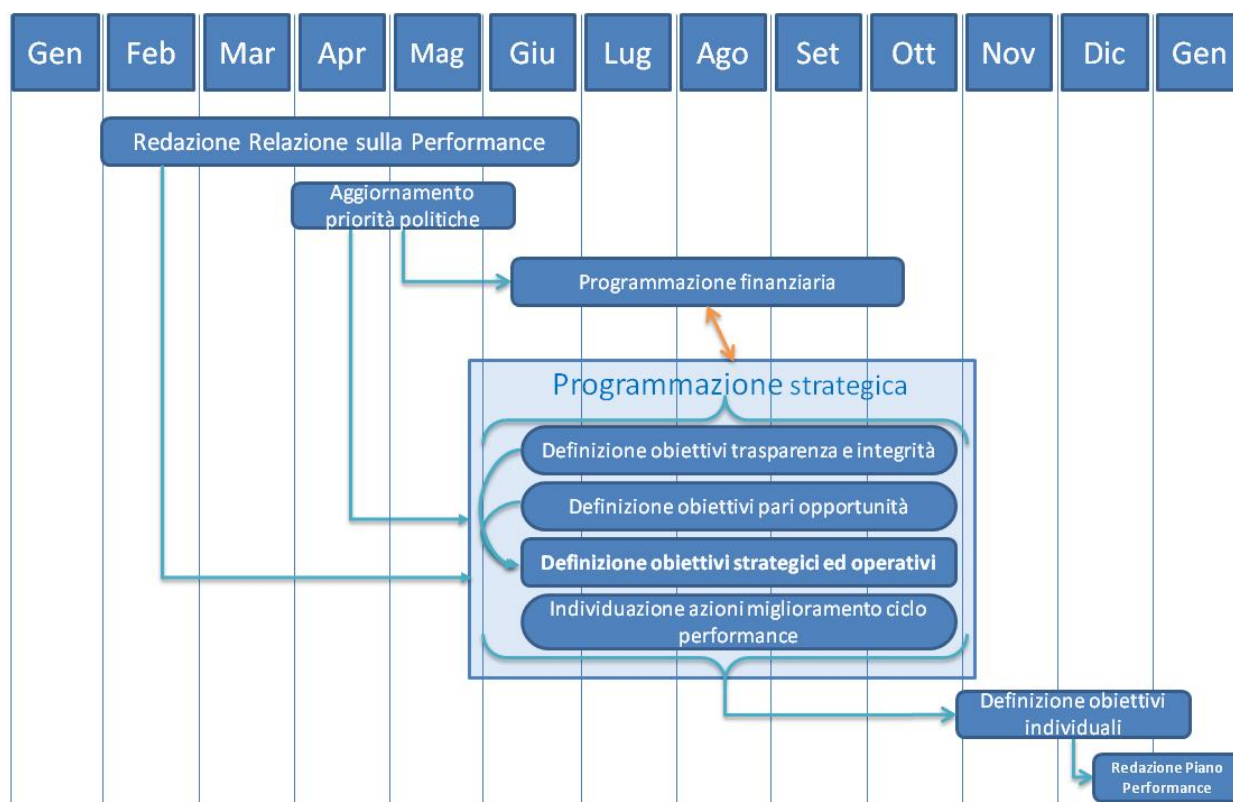 Gen Feb Mar Apr Mag Giu Lug Ago Set Ott Nov Dic Gen
Redazione Relazione sulla Performance
Aggiornamento
priorità politiche
Programmazione finanziaria
Programmazione strategica
Definizione obiettivi trasparenza e integrità
Definizione obiettivi pari opportunità
Definizione obiettivi strategici ed operativi
Individuazione azioni miglioramento ciclo
performance
Definizione obiettivi
individuali
Redazione Piano
Performance